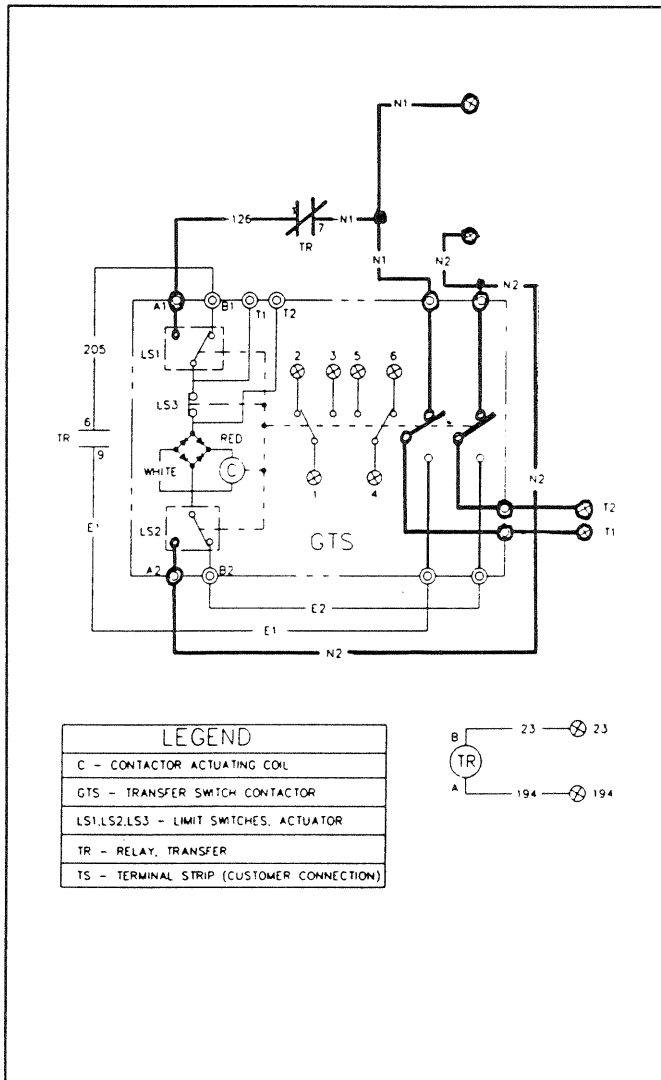 N1
126
N1
7
TR
N1
N2
N2
A1
B1
T1
T2
205
LS1
2
3
5
6
LS3
6
TR
9
RED
WHITE
C
1
4
N2
E1
LS2
GTS
T2
T1
A2
B2
E2
E1
N2
LEGEND
C - CONTACTOR ACTUATING COIL
GTS - TRANSFER SWITCH CONTACTOR
LS1,LS2,LS3 - LIMIT SWITCHES, ACTUATOR
TR - RELAY, TRANSFER
TS - TERMINAL STRIP (CUSTOMER CONNECTION)
B
23
23
TR
A
194
194